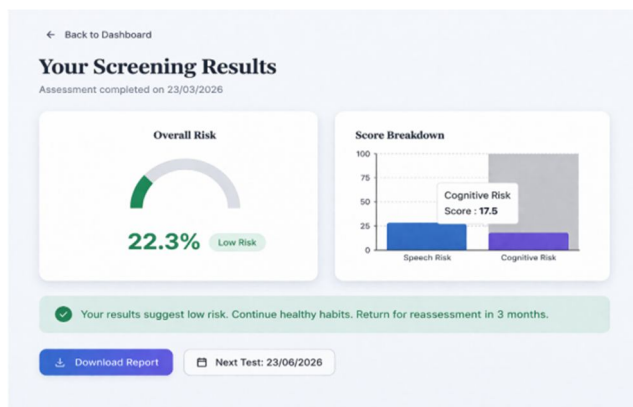 ← Back to Dashboard
Your Screening Results
Assessment completed on 23/03/2026
Overall Risk
22.3% Low Risk
Score Breakdown
100
75
50
25
0
Cognitive Risk
Score : 17.5
Speech Risk Cognitive Risk
Your results suggest low risk. Continue healthy habits. Return for reassessment in 3 months.
Download Report Next Test: 23/06/2026